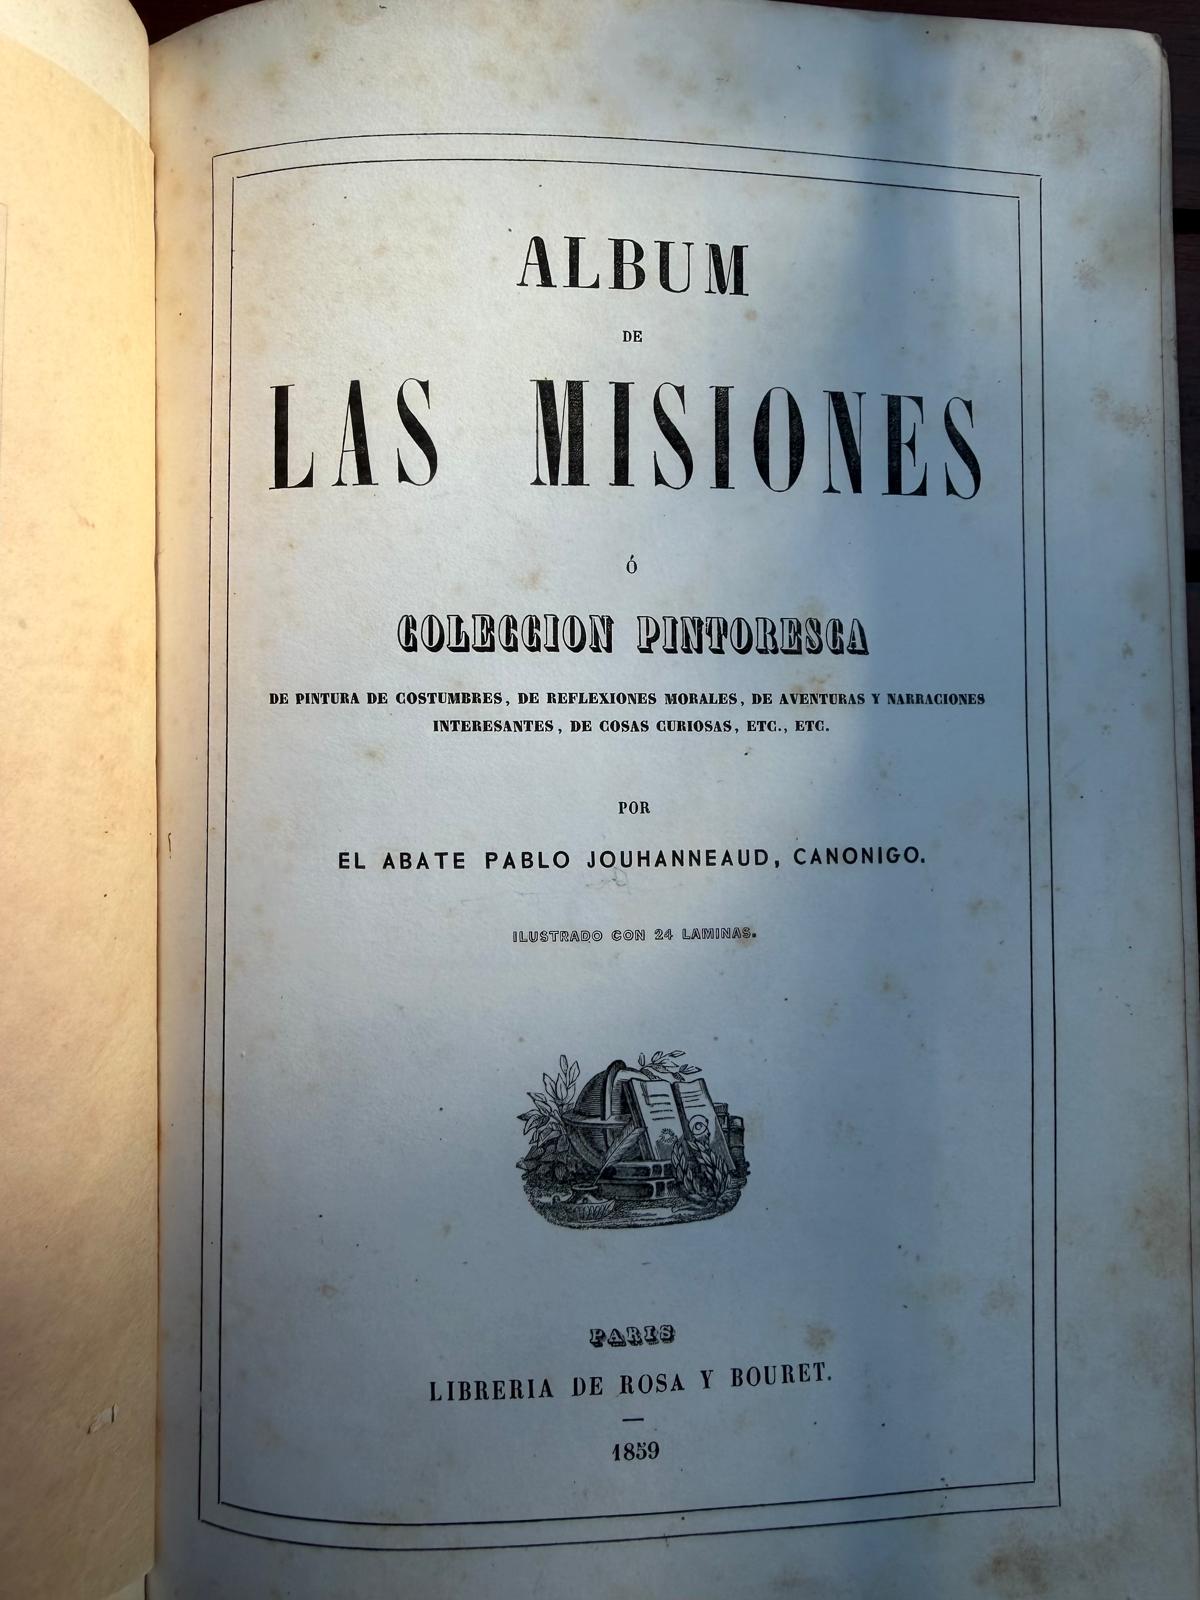 ALBUM
DE
LAS MISIONES
Ó
COLECCION PINTORESCA
DE PINTURA DE COSTUMBRES, DE REFLEXIONES MORALES, DE AVENTURAS Y NARRACIONES
INTERESANTES, DE COSAS CURIOSAS, ETC., ETC.
POR
EL ABATE PABLO JOUHANNEAUD, CANONIGO.
ILUSTRADO CON 24 LAMINAS.
PARIS
LIBRERIA DE ROSA Y BOURET.
1859